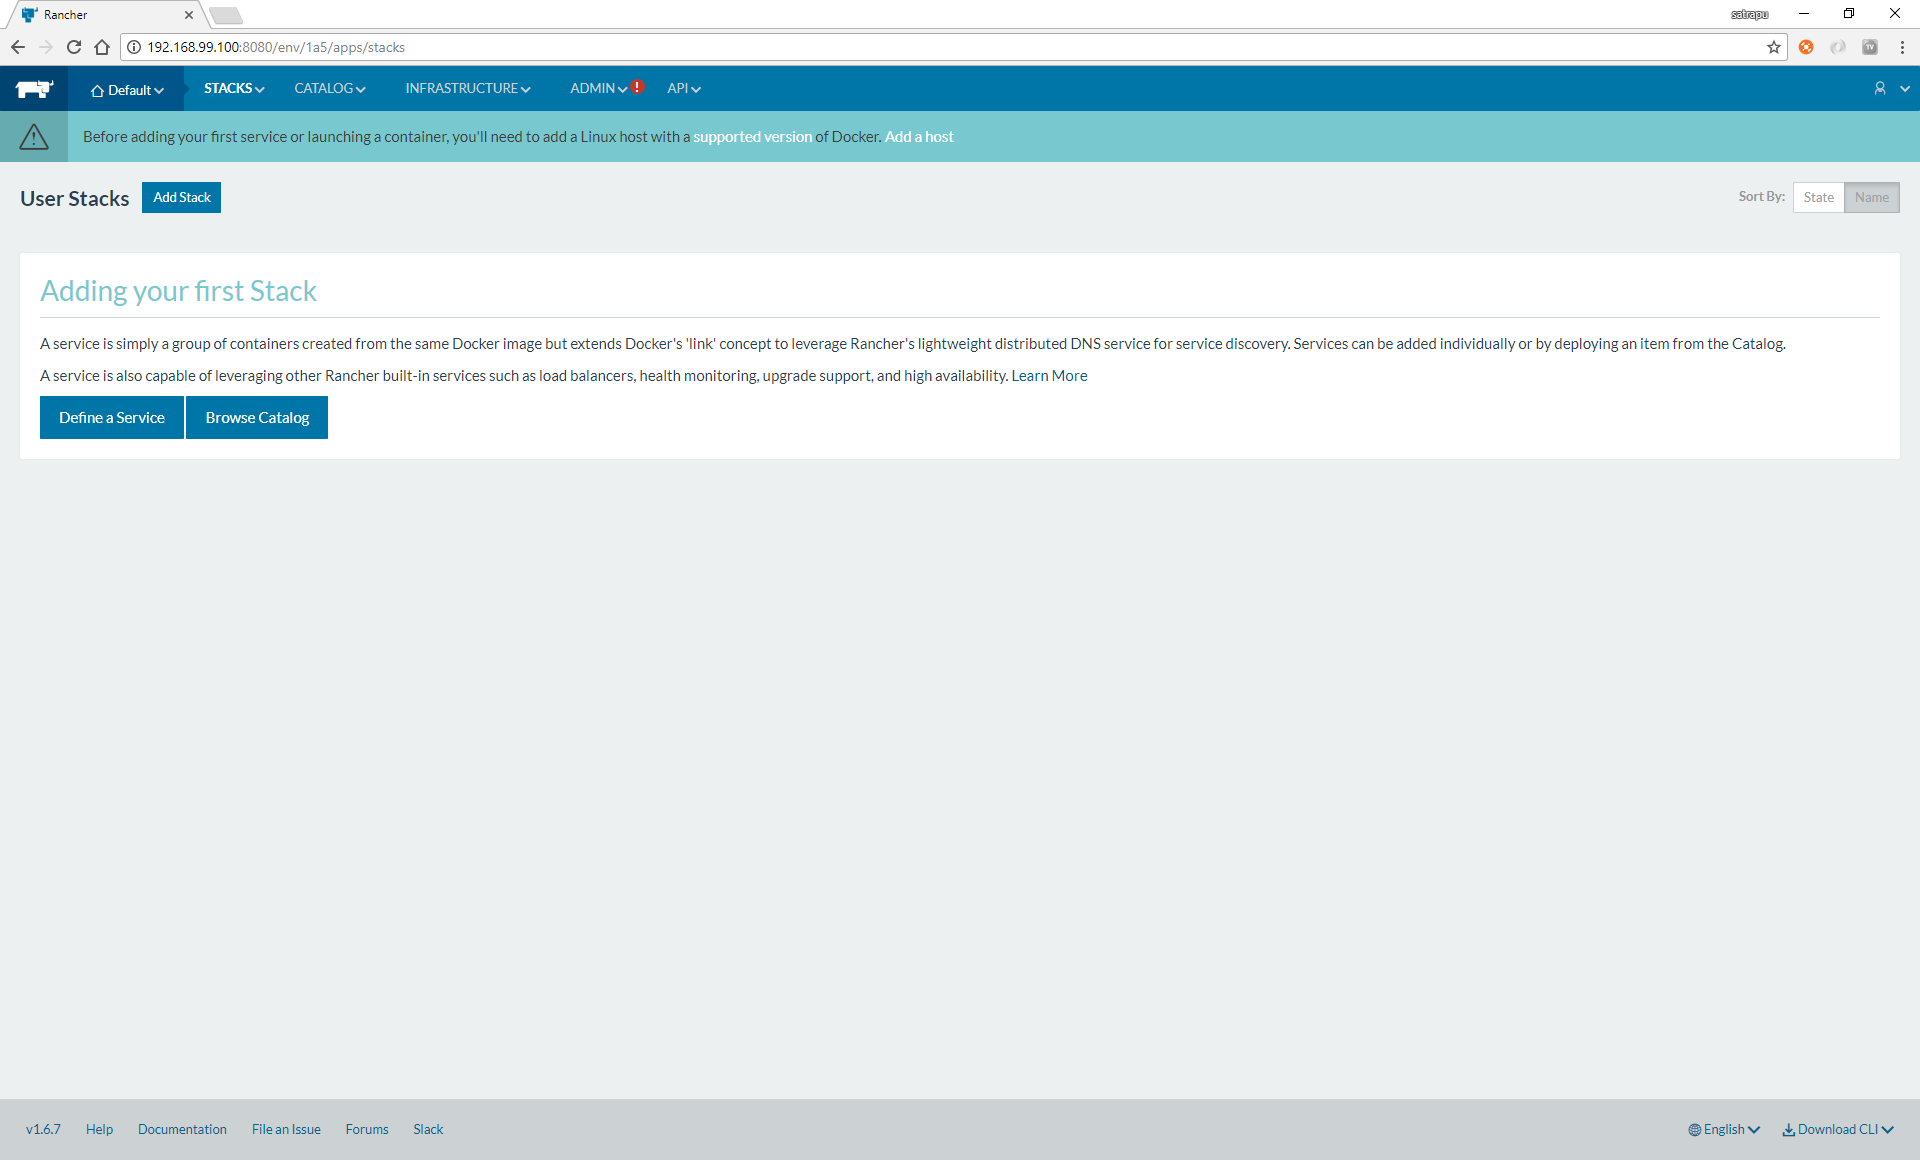 Rancher
satrapu
192.168.99.100:8080/env/1a5/apps/stacks
TV
Default STACKS CATALOG INFRASTRUCTURE ADMIN ! API
Before adding your first service or launching a container, you'll need to add a Linux host with a supported version of Docker. Add a host
User Stacks Add Stack Sort By: State Name
Adding your first Stack
A service is simply a group of containers created from the same Docker image but extends Docker's 'link' concept to leverage Rancher's lightweight distributed DNS service for service discovery. Services can be added individually or by deploying an item from the Catalog.
A service is also capable of leveraging other Rancher built-in services such as load balancers, health monitoring, upgrade support, and high availability. Learn More
Define a Service Browse Catalog
v1.6.7 Help Documentation File an Issue Forums Slack English Download CLI